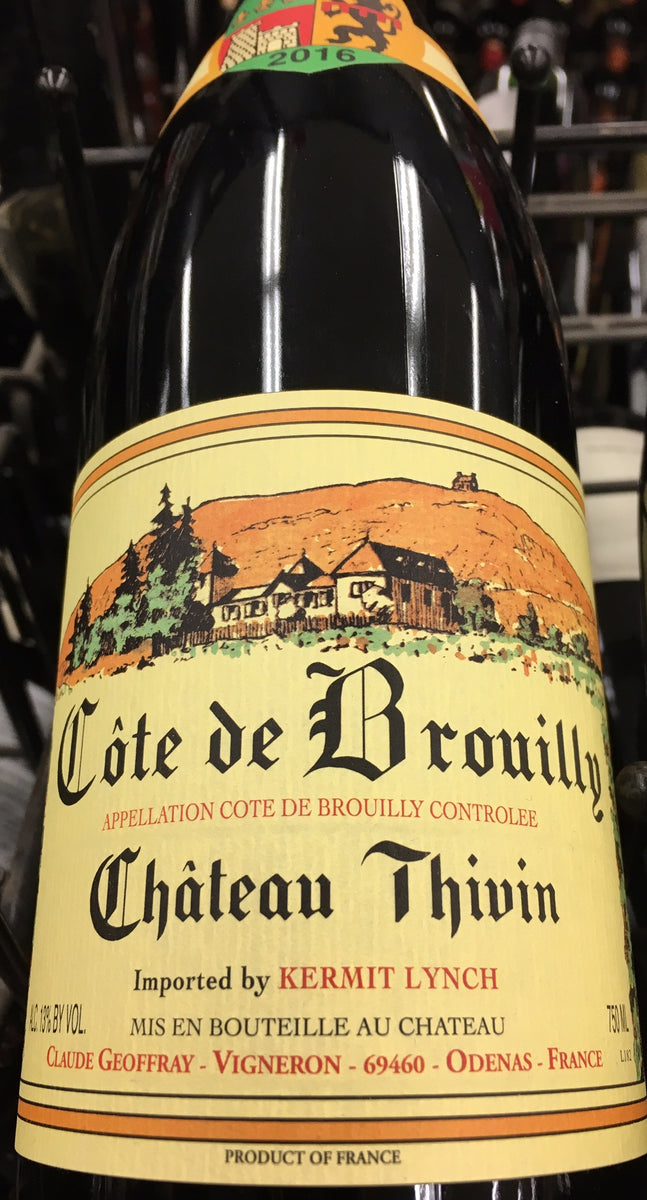 2016
Côte de Brouilly
APPELLATION COTE DE BROUILLY CONTROLEE
Château Thivin
Imported by KERMIT LYNCH
ALC. 13% BY VOL.
MIS EN BOUTEILLE AU CHATEAU
750 ML
CLAUDE GEOFFRAY - VIGNERON - 69460 - ODENAS - FRANCE
PRODUCT OF FRANCE